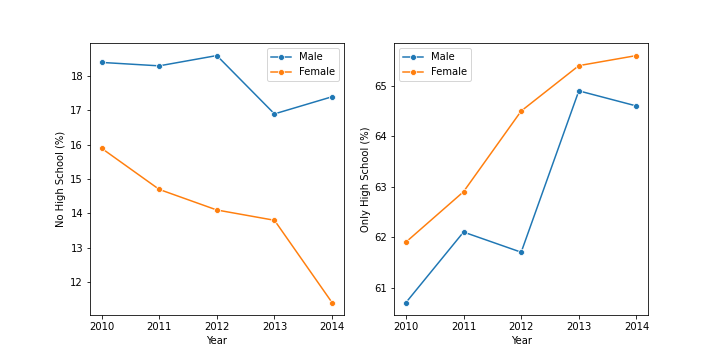 No High School (%)
18
17
16
15
14
13
12
Male
Female
2010 2011 2012 2013 2014
Year
Only High School (%)
65
64
63
62
61
Male
Female
2010 2011 2012 2013 2014
Year